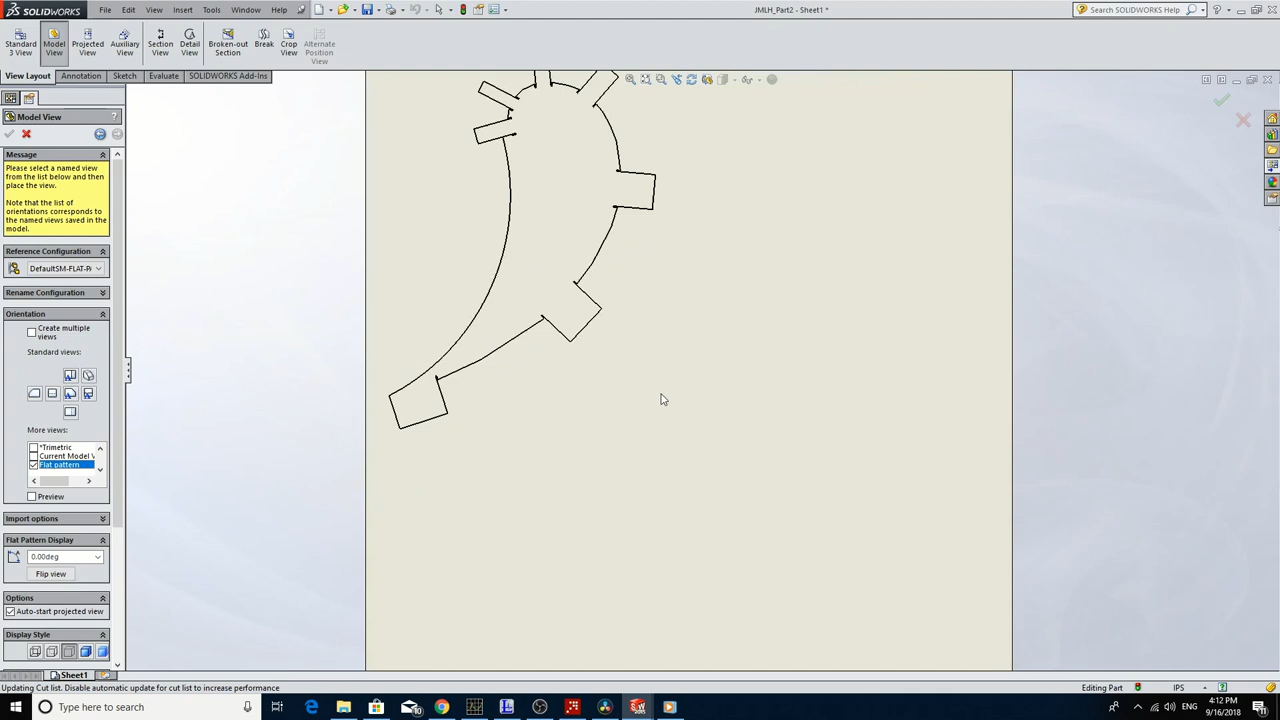 SOLIDWORKS File Edit View Insert Tools Window Help JMLH_Part2 - Sheet1 * Search SOLIDWORKS Help
Standard 3 View
Model View
Projected View
Auxiliary View
Section View
Detail View
Broken-out Section
Break
Crop View
Alternate Position View
View Layout Annotation Sketch Evaluate SOLIDWORKS Add-Ins
Model View ?
Message
Please select a named view
from the list below and then
place the view.
Note that the list of
orientations corresponds to
the named views saved in the
model.
Reference Configuration
DefaultSM-FLAT-PA
Rename Configuration
Orientation
Create multiple
views
Standard views:
More views:
*Trimetric
Current Model V
Flat pattern
Preview
Import options
Flat Pattern Display
0.00deg
Flip view
Options
Auto-start projected view
Display Style
Sheet1
Updating Cut list. Disable automatic update for cut list to increase performance Editing Part IPS
Type here to search ENG 4:12 PM
9/16/2018